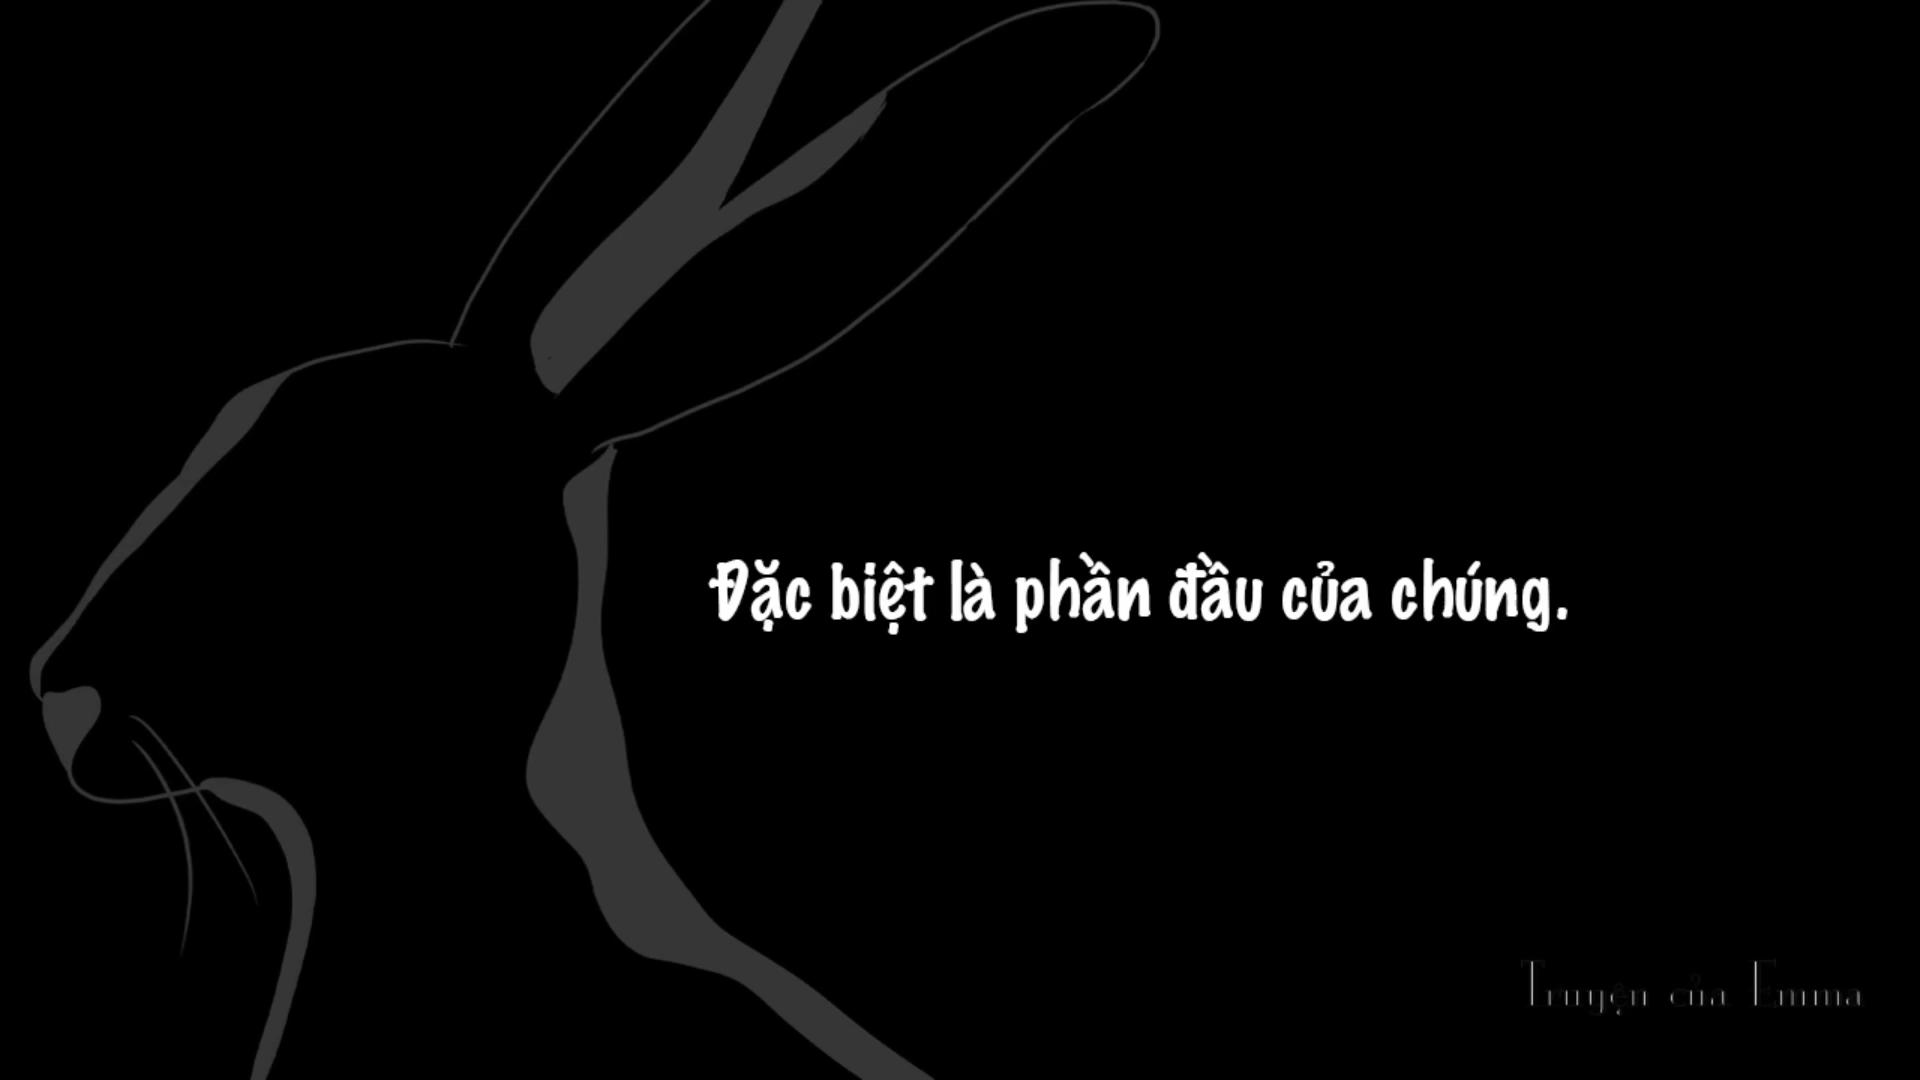 Đặc biệt là phần đầu của chúng.
Truyện của Emma